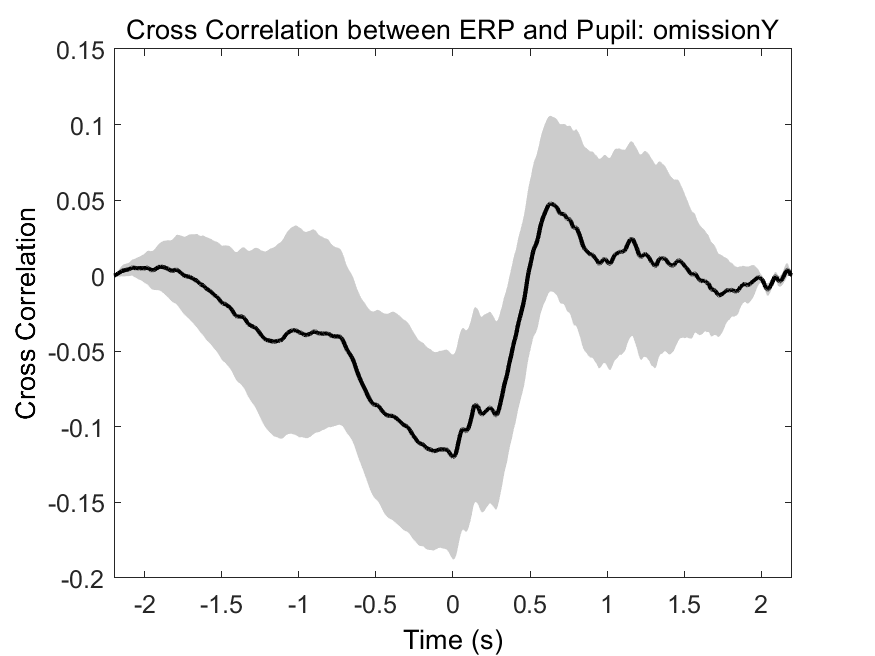 Cross Correlation between ERP and Pupil: omissionY
0.15
0.1
0.05
0
-0.05
-0.1
-0.15
-0.2
Cross Correlation
-2 -1.5 -1 -0.5 0 0.5 1 1.5 2
Time (s)